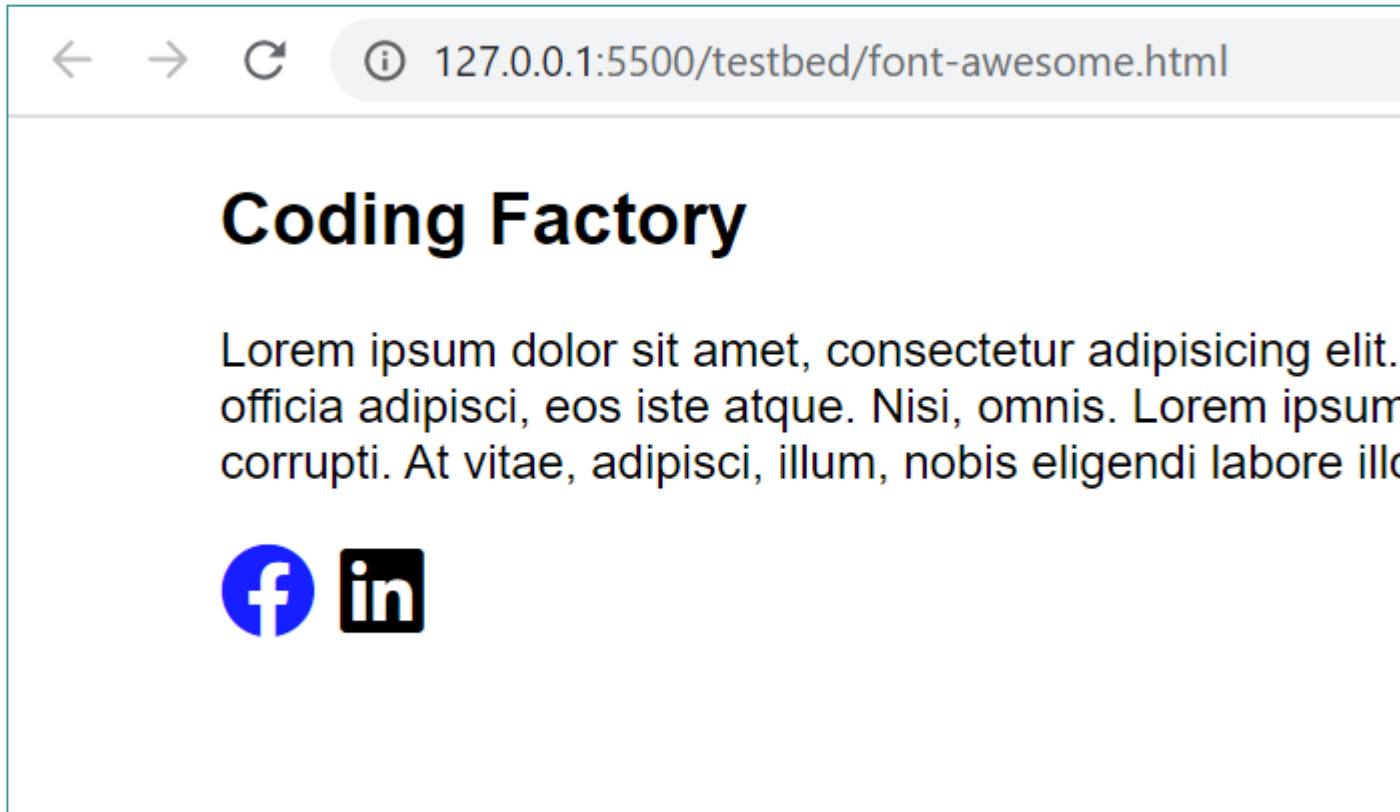 127.0.0.1:5500/testbed/font-awesome.html
Coding Factory
Lorem ipsum dolor sit amet, consectetur adipisicing elit.
officia adipisci, eos iste atque. Nisi, omnis. Lorem ipsum
corrupti. At vitae, adipisci, illum, nobis eligendi labore
in